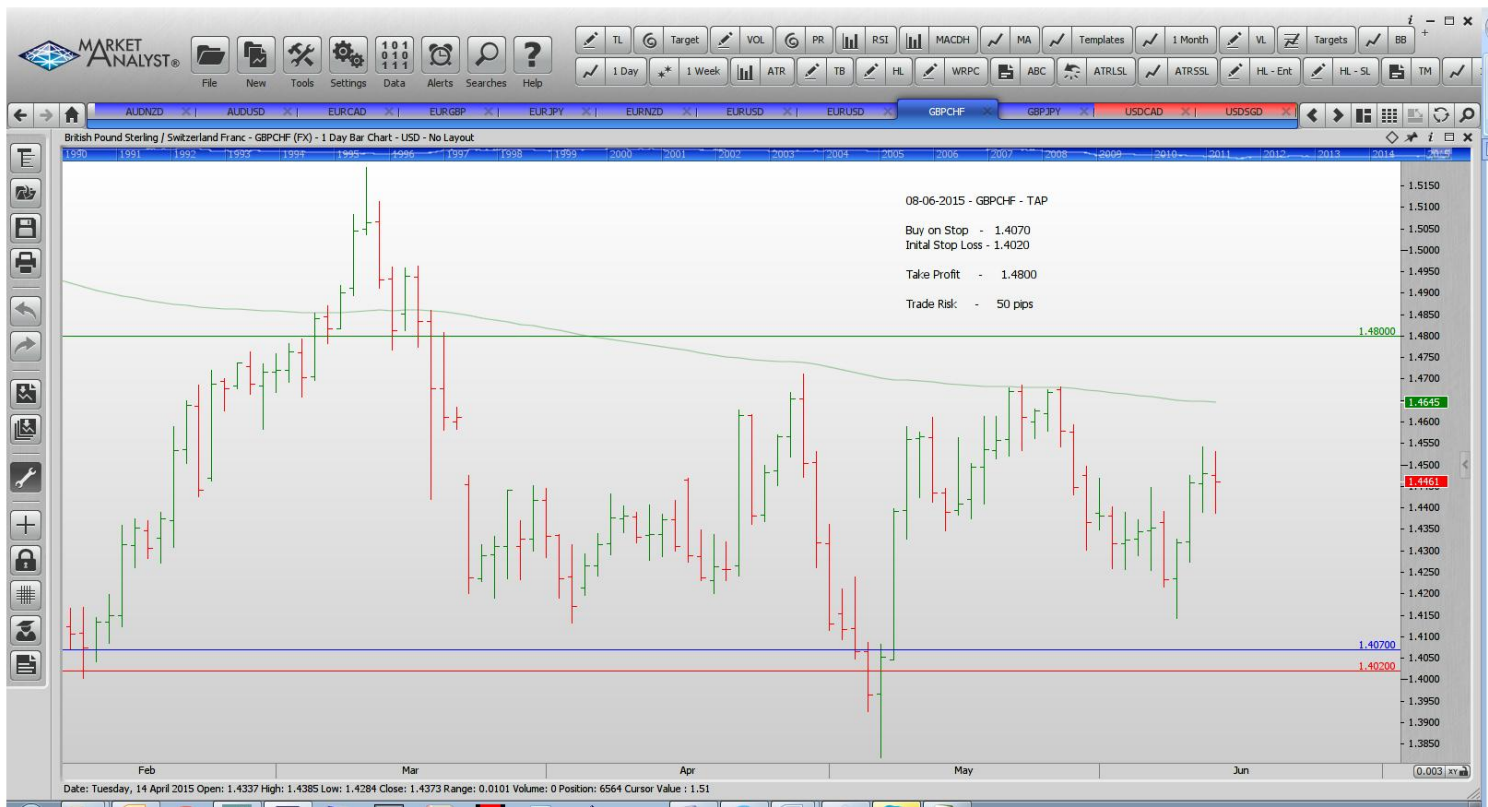 i
MARKET ANALYST®
File New Tools Settings Data Alerts Searches Help
TL Target VOL PR RSI MACDH MA Templates 1 Month VL Targets BB
1 Day 1 Week ATR TB HL WRPC ABC ATRLSL ATRSSL HL - Ent HL - SL TM
AUDNZD AUDUSD EURCAD EURGBP EURJPY EURNZD EURUSD EURUSD GBPCHF GBPJPY USDCAD USDSGD
British Pound Sterling / Switzerland Franc - GBPCHF (FX) - 1 Day Bar Chart - USD - No Layout
1990 1991 1992 1993 1994 1995 1996 1997 1998 1999 2000 2001 2002 2003 2004 2005 2006 2007 2008 2009 2010 2011 2012 2013 2014 2015
08-06-2015 - GBPCHF - TAP
Buy on Stop - 1.4070
Inital Stop Loss - 1.4020
Take Profit - 1.4800
Trade Risk - 50 pips
1.5150
1.5100
1.5050
1.5000
1.4950
1.4900
1.4850
1.48000 1.4800
1.4750
1.4700
1.4645
1.4600
1.4550
1.4500
1.4461
1.4400
1.4350
1.4300
1.4250
1.4200
1.4150
1.4100
1.40700
1.4050
1.40200
1.4000
1.3950
1.3900
1.3850
Feb Mar Apr May Jun
0.003 XY
Date: Tuesday, 14 April 2015 Open: 1.4337 High: 1.4385 Low: 1.4284 Close: 1.4373 Range: 0.0101 Volume: 0 Position: 6564 Cursor Value : 1.51